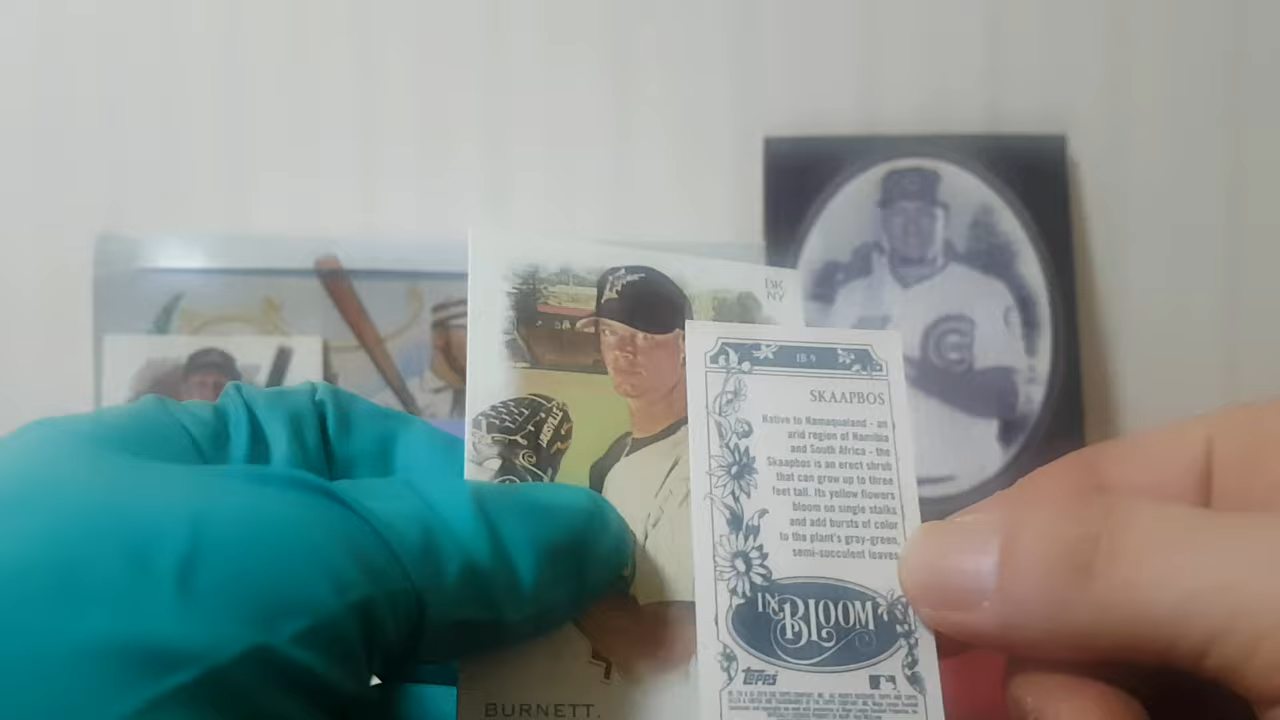 BK.
NY
LOUISVILLE
BURNETT.
IB 9
SKAAPBOS
Native to Namaqualand - an
arid region of Namibia
and South Africa - the
Skaapbos is an erect shrub
that can grow up to three
feet tall. Its yellow flowers
bloom on single stalks
and add bursts of color
to the plant's gray-green,
semi-succulent leaves
IN
BLOOM
Topps
C